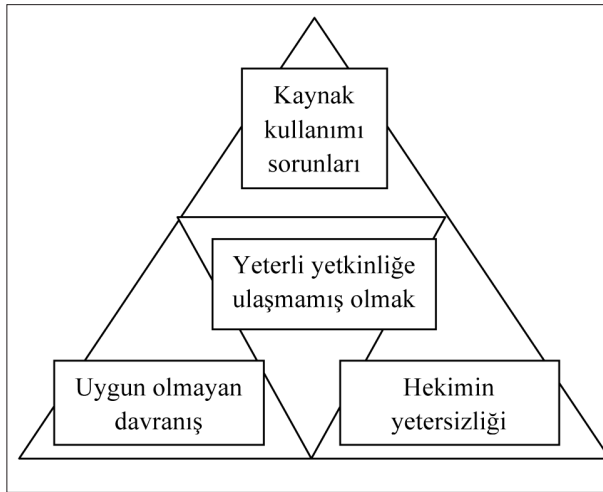 Kaynak
kullanımı
sorunları
Yeterli yetkinliğe
ulaşmamış olmak
Uygun olmayan
davranış
Hekimin
yetersizliği